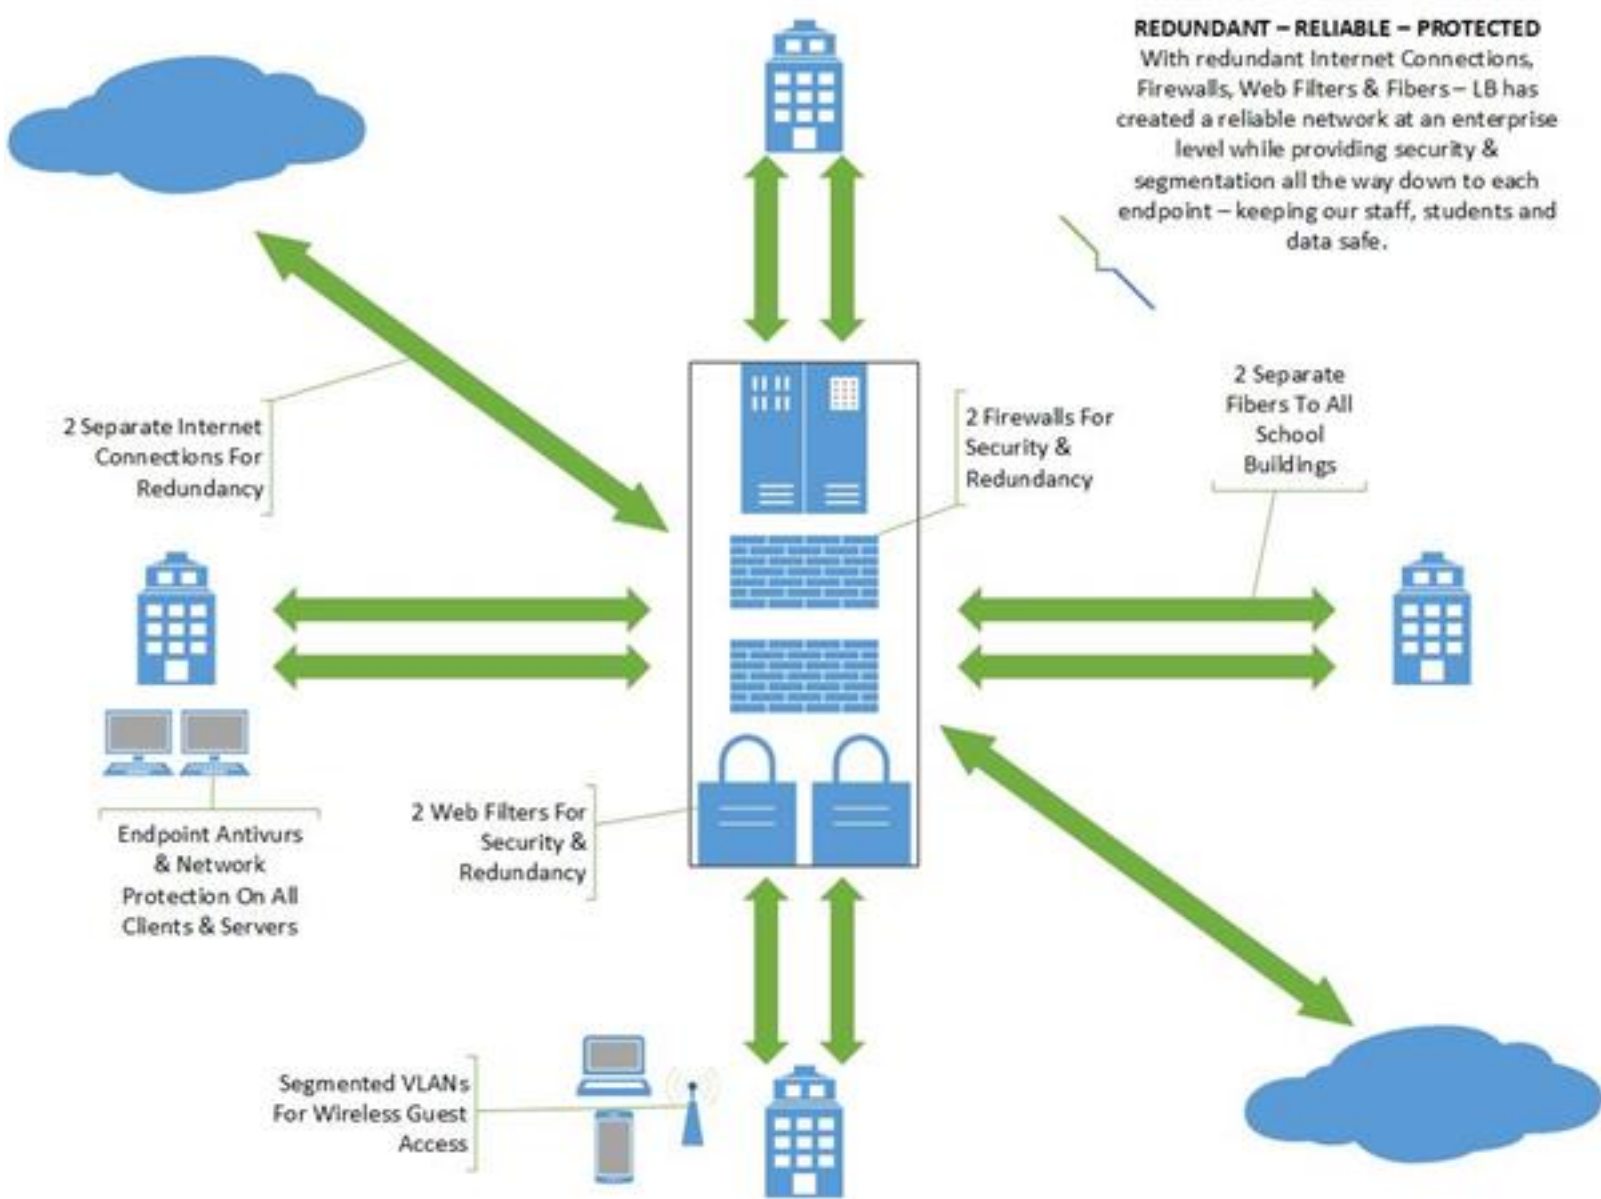 REDUNDANT – RELIABLE – PROTECTED
With redundant Internet Connections,
Firewalls, Web Filters & Fibers – LB has
created a reliable network at an enterprise
level while providing security &
segmentation all the way down to each
endpoint – keeping our staff, students and
data safe.
2 Separate Internet
Connections For
Redundancy
2 Firewalls For
Security &
Redundancy
2 Separate
Fibers To All
School
Buildings
2 Web Filters For
Security &
Redundancy
Endpoint Antivurs
& Network
Protection On All
Clients & Servers
Segmented VLANs
For Wireless Guest
Access